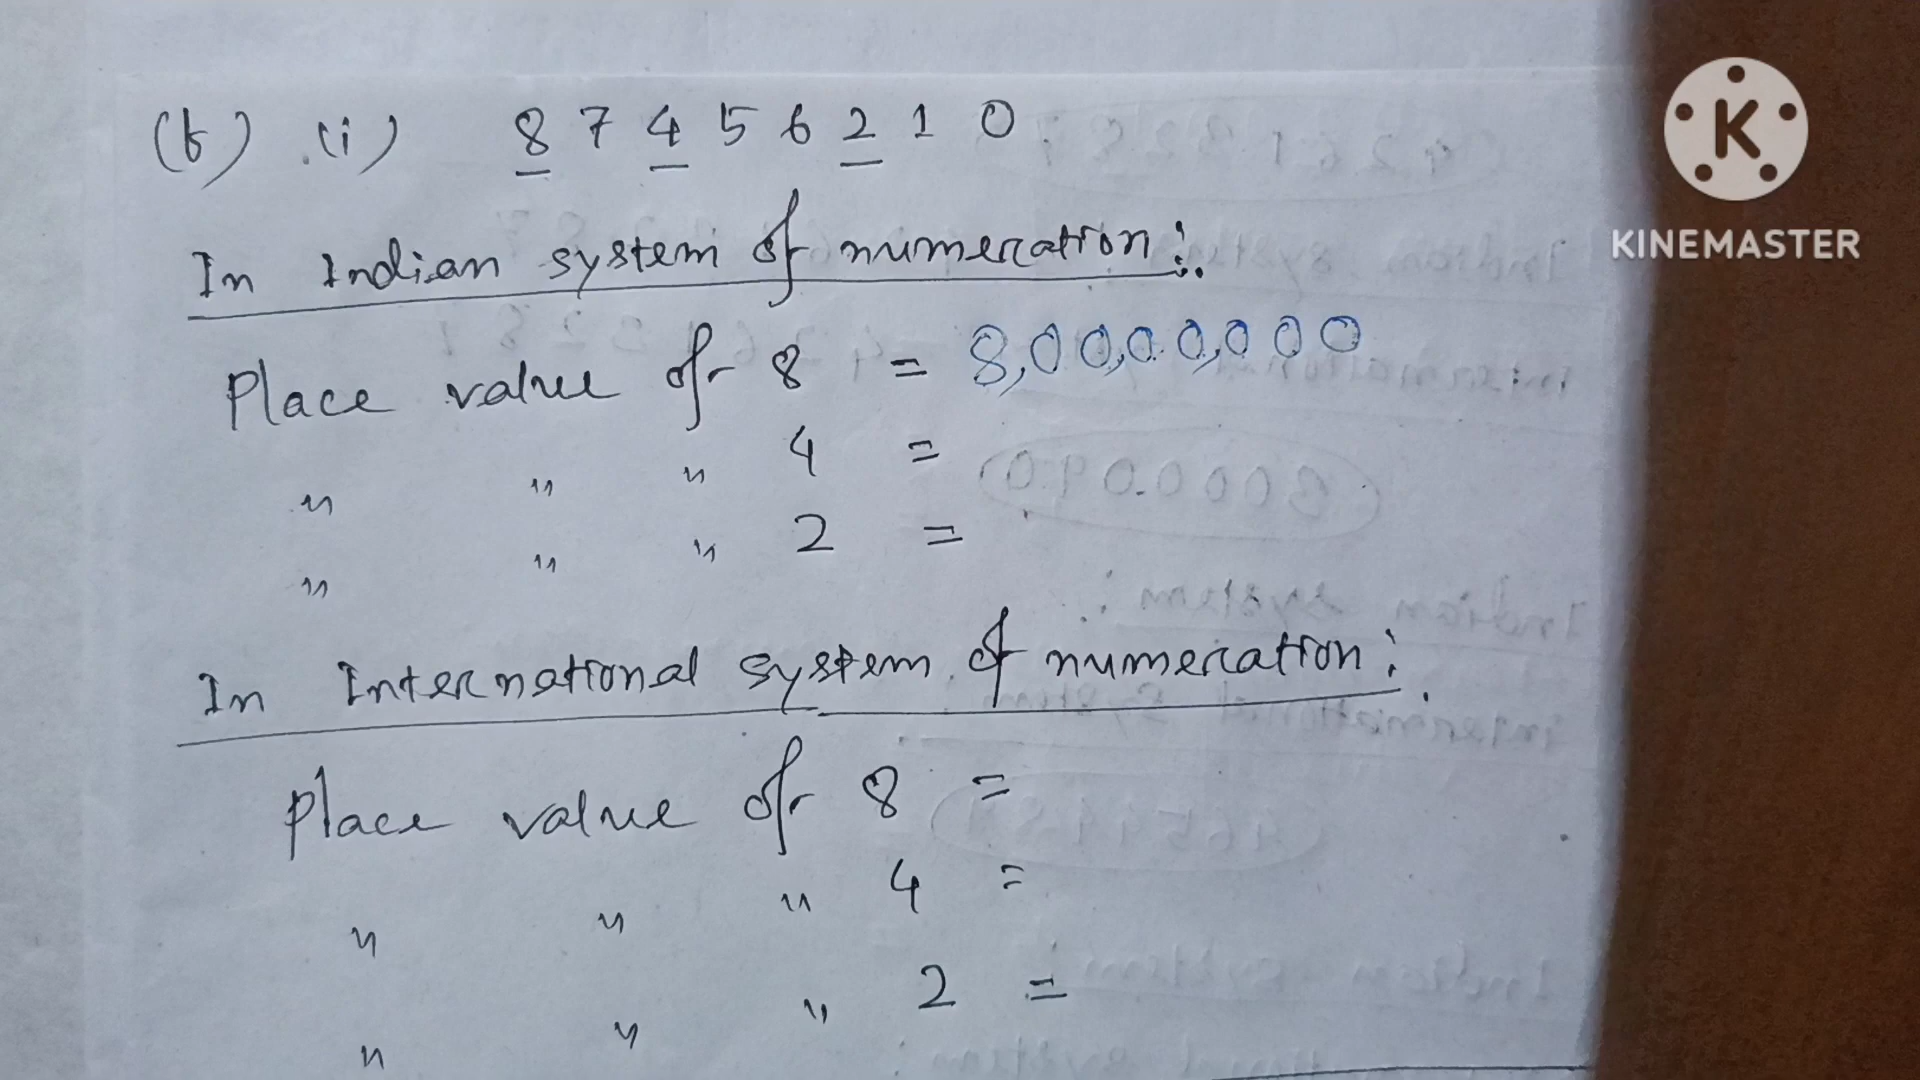 (b) (i) 8 7 4 5 6 2 1 0
In Indian system of numeration:
Place value of 8 = 8,00,00,000
" " " 4 =
" " " 2 =
In International system of numeration:
Place value of 8 =
" " " 4 =
" " " 2 =
K
KINEMASTER